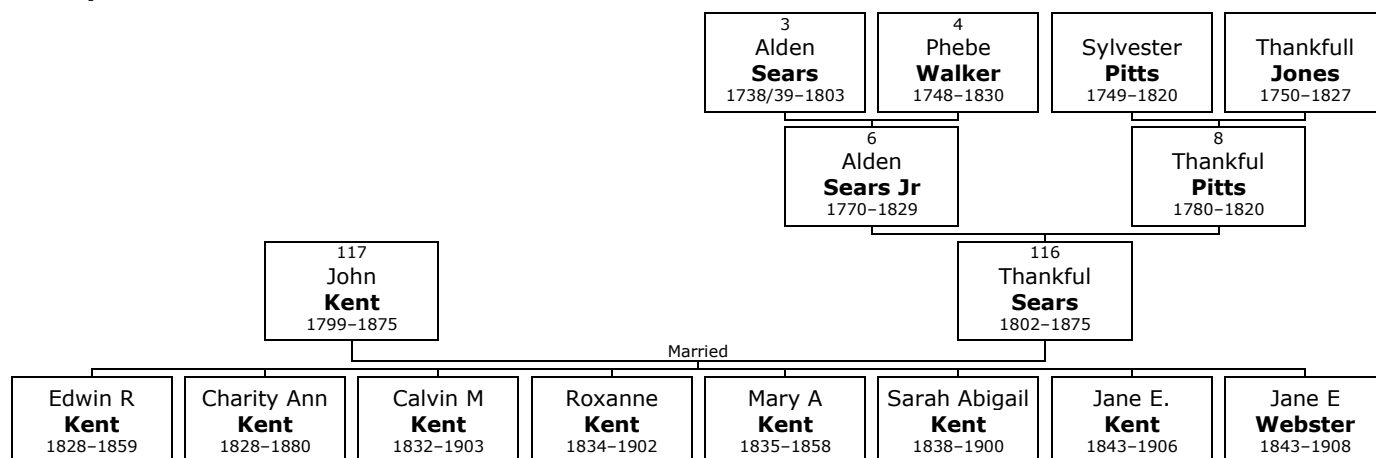 3
Alden
Sears
1738/39–1803
4
Phebe
Walker
1748–1830
Sylvester
Pitts
1749–1820
Thankfull
Jones
1750–1827
6
Alden
Sears Jr
1770–1829
8
Thankful
Pitts
1780–1820
117
John
Kent
1799–1875
116
Thankful
Sears
1802–1875
Married
Edwin R
Kent
1828–1859
Charity Ann
Kent
1828–1880
Calvin M
Kent
1832–1903
Roxanne
Kent
1834–1902
Mary A
Kent
1835–1858
Sarah Abigail
Kent
1838–1900
Jane E.
Kent
1843–1906
Jane E
Webster
1843–1908